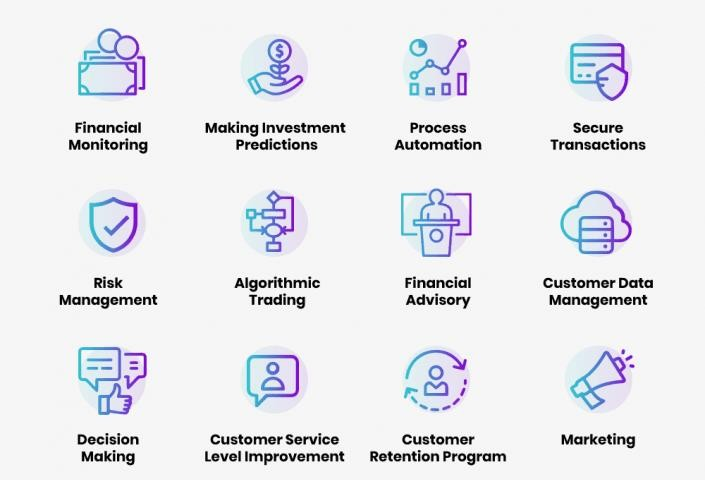 Financial
Monitoring
Making Investment
Predictions
Process
Automation
Secure
Transactions
Risk
Management
Algorithmic
Trading
Financial
Advisory
Customer Data
Management
Decision
Making
Customer Service
Level Improvement
Customer
Retention Program
Marketing